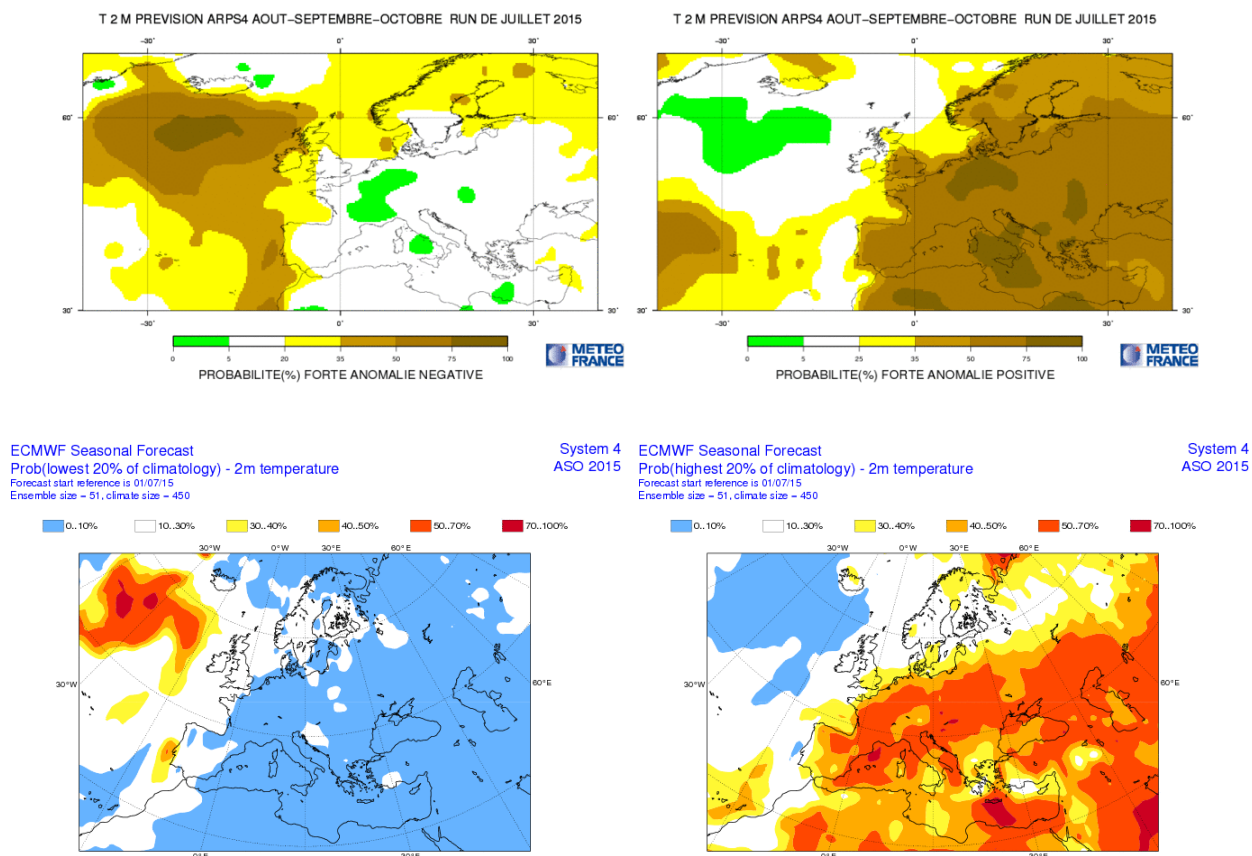 T 2 M PREVISION ARPS4 AOUT-SEPTEMBRE-OCTOBRE RUN DE JUILLET 2015
T 2 M PREVISION ARPS4 AOUT-SEPTEMBRE-OCTOBRE RUN DE JUILLET 2015
-30° 0° 30°
-30° 0° 30°
60° 60°
60°
30° 30°
30°
-30° 0° 30°
-30° 0° 30°
0 5 20 35 50 75 100
0 5 25 35 50 75 100
METEO
FRANCE
METEO
FRANCE
PROBABILITE(%) FORTE ANOMALIE NEGATIVE
PROBABILITE(%) FORTE ANOMALIE POSITIVE
ECMWF Seasonal Forecast
System 4
Prob(lowest 20% of climatology) - 2m temperature
ASO 2015
Forecast start reference is 01/07/15
Ensemble size = 51, climate size = 450
ECMWF Seasonal Forecast
System 4
Prob(highest 20% of climatology) - 2m temperature
ASO 2015
Forecast start reference is 01/07/15
Ensemble size = 51, climate size = 450
0..10% 10..30% 30..40% 40..50% 50..70% 70..100%
0..10% 10..30% 30..40% 40..50% 50..70% 70..100%
30°W 0°W 30°E 60°E
30°W 0°W 30°E 60°E
30°W 60°E
30°W 60°E